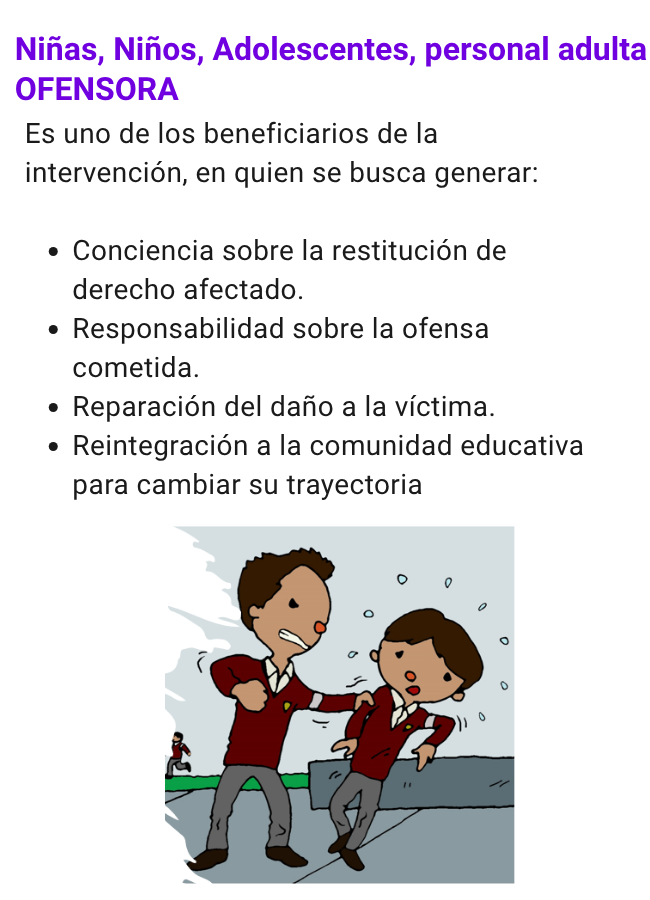 Niñas, Niños, Adolescentes, personal adulta
OFENSORA
Es uno de los beneficiarios de la
intervención, en quien se busca generar:
• Conciencia sobre la restitución de
derecho afectado.
• Responsabilidad sobre la ofensa
cometida.
• Reparación del daño a la víctima.
• Reintegración a la comunidad educativa
para cambiar su trayectoria